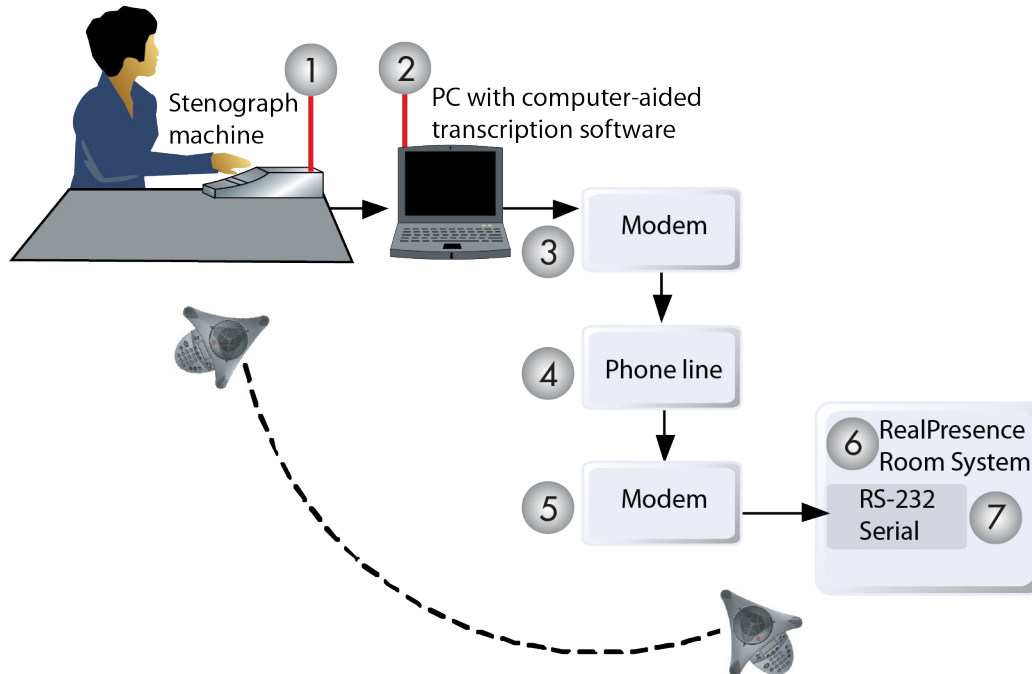 1
Stenograph
machine
2
PC with computer-aided
transcription software
3
Modem
4
Phone line
5
Modem
6
RealPresence
Room System
RS-232
Serial
7